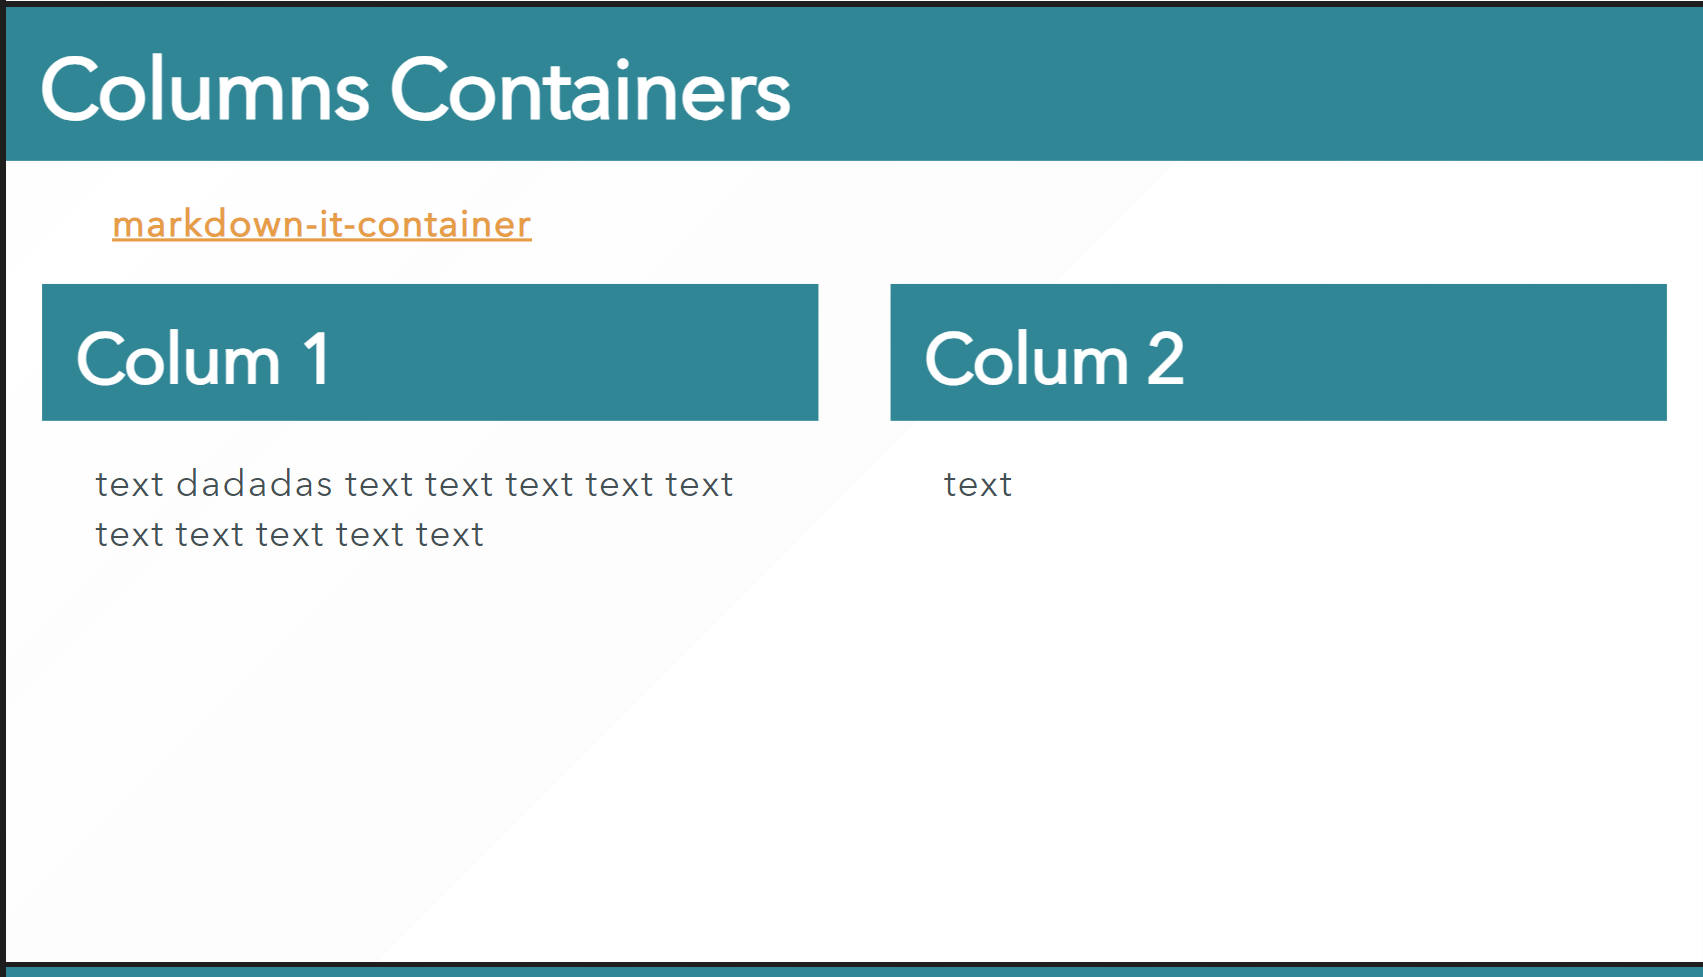 Columns Containers
markdown-it-container
Colum 1
text dadadas text text text text text
text text text text text
Colum 2
text